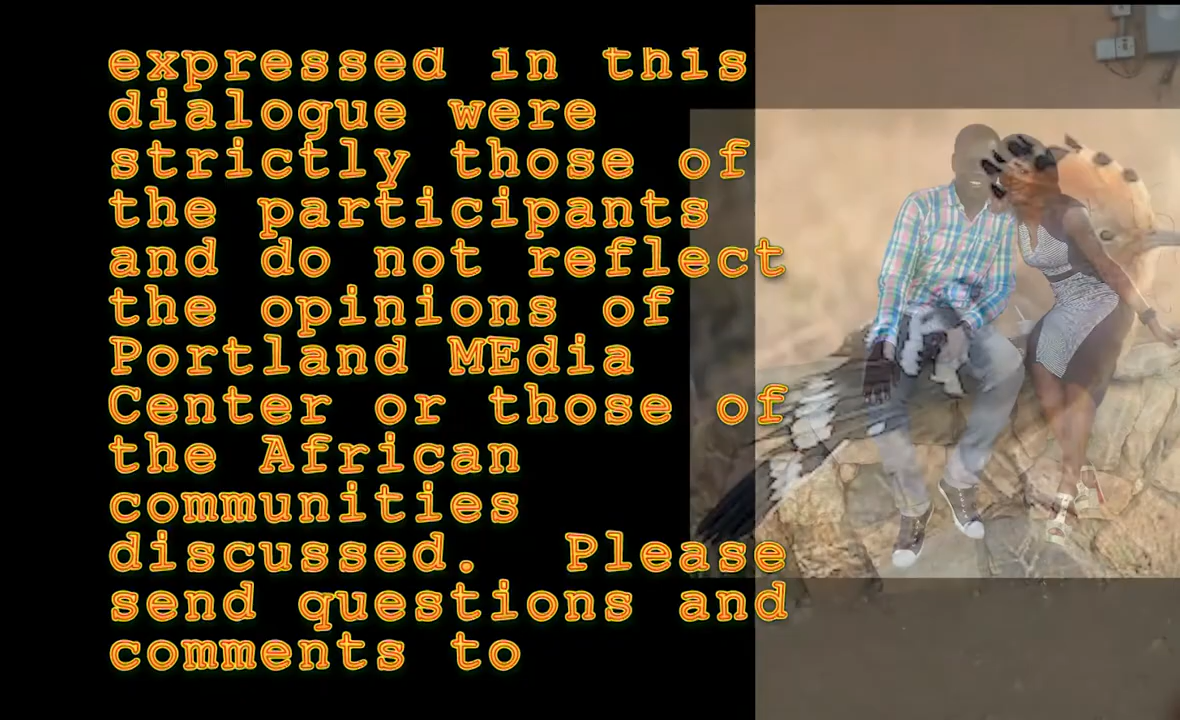 expressed in this
dialogue were
strictly those of
the participants
and do not reflect
the opinions of
Portland MEdia
Center or those of
the African
communities
discussed.  Please
send questions and
comments to